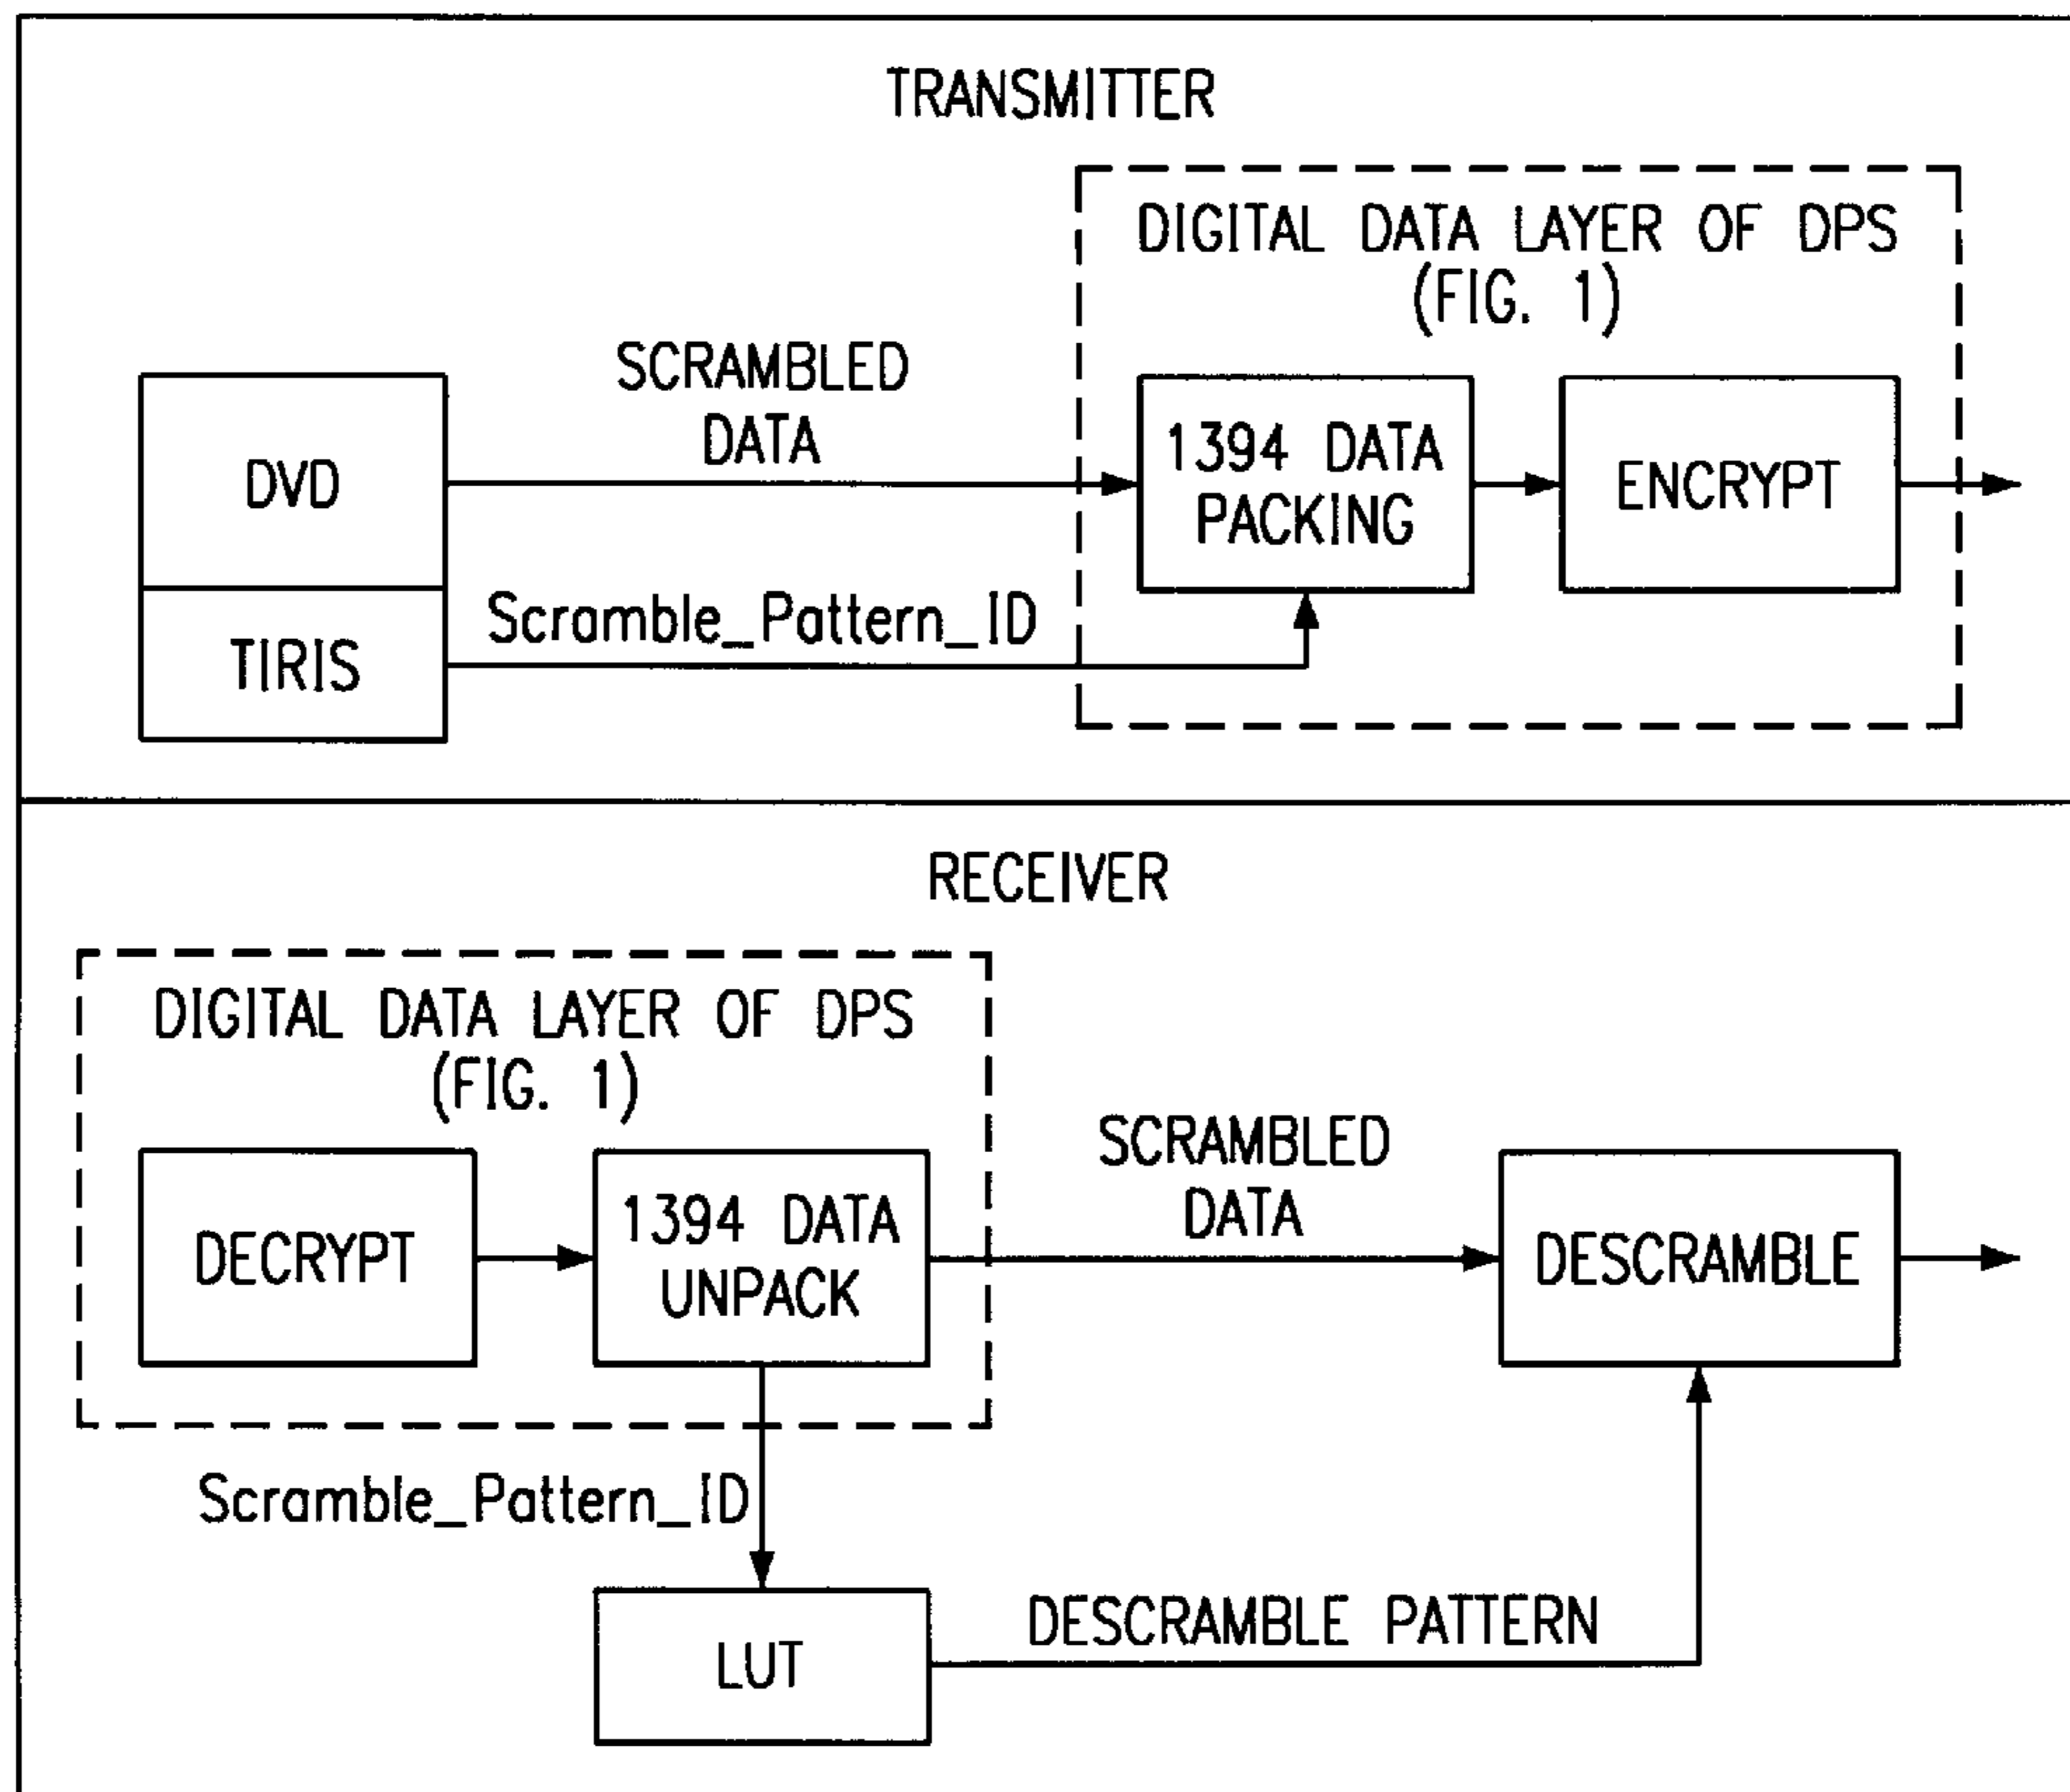 TRANSMITTER
DIGITAL DATA LAYER OF DPS
(FIG. 1)
SCRAMBLED
DATA
DVD
1394 DATA
PACKING
ENCRYPT
Scramble_Pattern_ID
TIRIS
RECEIVER
DIGITAL DATA LAYER OF DPS
(FIG. 1)
SCRAMBLED
DATA
DECRYPT
1394 DATA
UNPACK
DESCRAMBLE
Scramble_Pattern_ID
DESCRAMBLE PATTERN
LUT